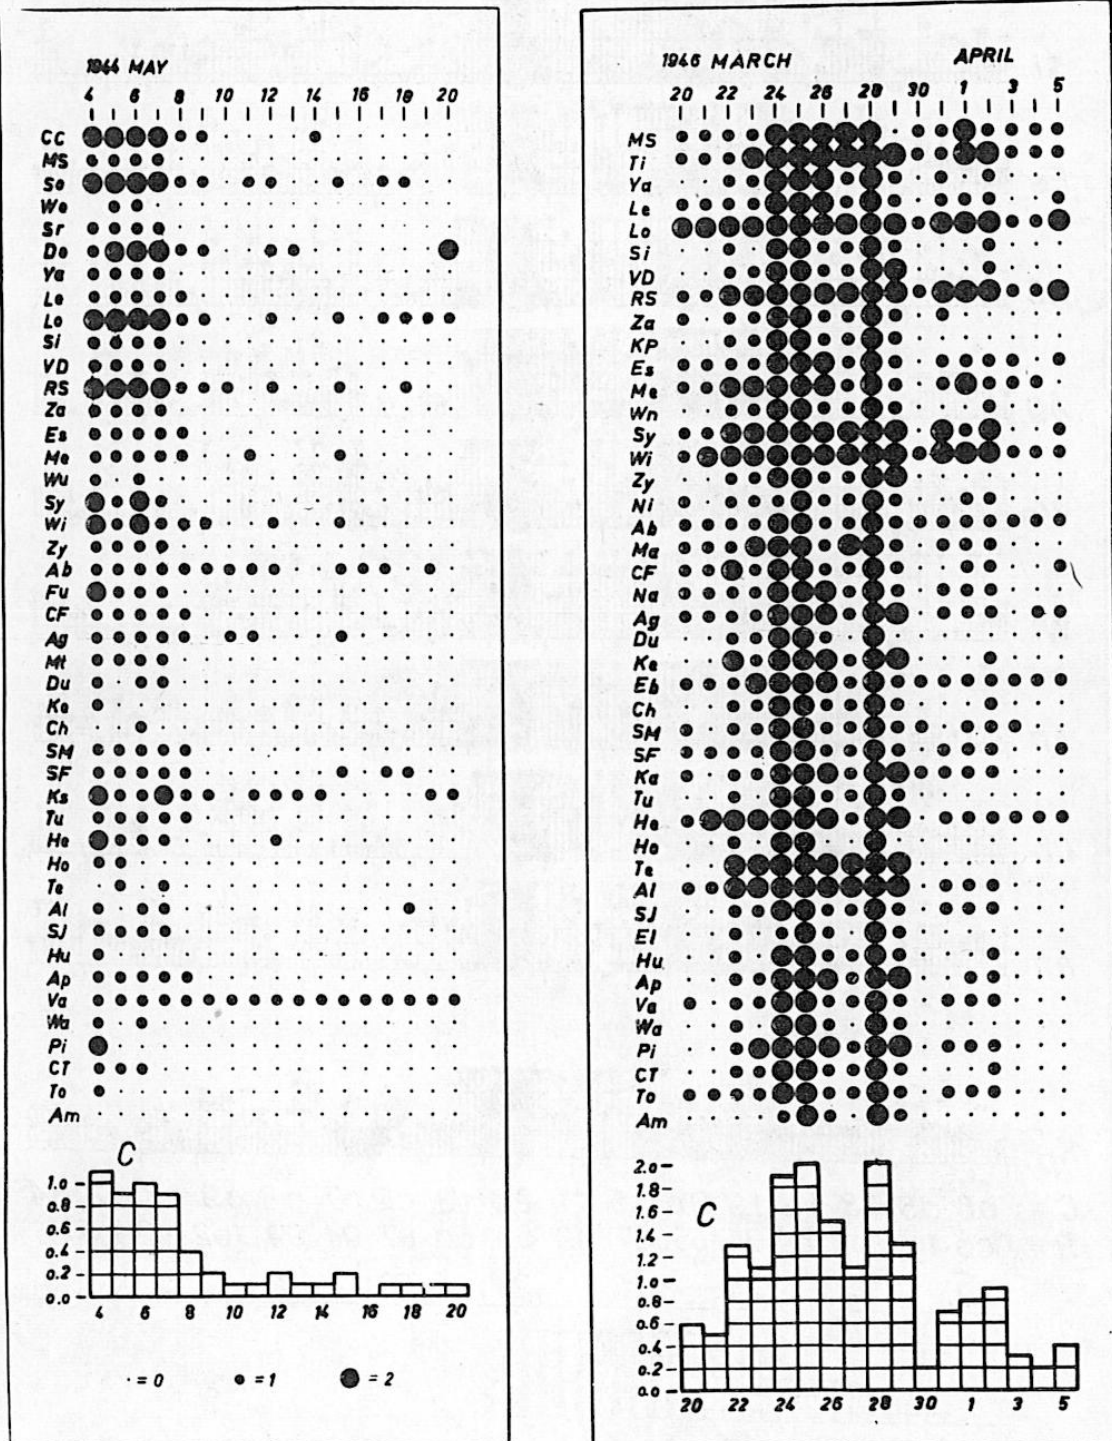 1944 MAY
4 6 8 10 12 14 16 18 20
CC
MS
So
We
Sr
Do
Ya
Le
Lo
Si
VD
RS
Za
Es
Me
Wu
Sy
Wi
Zy
Ab
Fu
CF
Ag
Mt
Du
Ka
Ch
SM
SF
Ks
Tu
He
Ho
Te
Al
SJ
Hu
Ap
Va
Wa
Pi
CT
To
Am
C
1.0
0.8
0.6
0.4
0.2
0.0
4 6 8 10 12 14 16 18 20
· = 0 ● = 1 ● = 2
1946 MARCH APRIL
20 22 24 26 28 30 1 3 5
MS
Ti
Ya
Le
Lo
Si
VD
RS
Za
KP
Es
Me
Wn
Sy
Wi
Zy
Ni
Ab
Ma
CF
Na
Ag
Du
Ke
Eb
Ch
SM
SF
Ka
Tu
He
Ho
Te
Al
SJ
El
Hu
Ap
Va
Wa
Pi
CT
To
Am
C
2.0
1.8
1.6
1.4
1.2
1.0
0.8
0.6
0.4
0.2
0.0
20 22 24 26 28 30 1 3 5